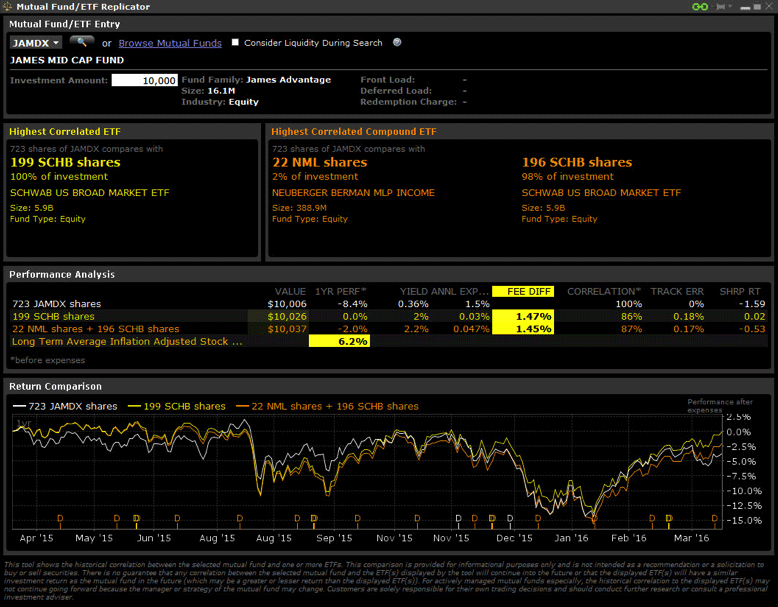 Mutual Fund/ETF Replicator
Mutual Fund/ETF Entry
JAMDX or Browse Mutual Funds Consider Liquidity During Search
JAMES MID CAP FUND
Investment Amount: 10,000 Fund Family: James Advantage Front Load: -
Size: 16.1M Deferred Load: -
Industry: Equity Redemption Charge: -
Highest Correlated ETF
723 shares of JAMDX compares with
199 SCHB shares
100% of investment
SCHWAB US BROAD MARKET ETF
Size: 5.9B
Fund Type: Equity
Highest Correlated Compound ETF
723 shares of JAMDX compares with
22 NML shares 196 SCHB shares
2% of investment 98% of investment
NEUBERGER BERMAN MLP INCOME SCHWAB US BROAD MARKET ETF
Size: 388.9M Size: 5.9B
Fund Type: Equity Fund Type: Equity
Performance Analysis
VALUE 1YR PERF* YIELD ANNL EXP... FEE DIFF CORRELATION* TRACK ERR SHRP RT
723 JAMDX shares $10,006 -8.4% 0.36% 1.5% 100% 0% -1.59
199 SCHB shares $10,026 0.0% 2% 0.03% 1.47% 86% 0.18% 0.02
22 NML shares + 196 SCHB shares $10,037 -2.0% 2.2% 0.047% 1.45% 87% 0.17% -0.53
Long Term Average Inflation Adjusted Stock ... 6.2%
*before expenses
Return Comparison
723 JAMDX shares 199 SCHB shares 22 NML shares + 196 SCHB shares
Performance after
expenses
1yr
2.5%
0.0%
-2.5%
-5.0%
-7.5%
-10.0%
-12.5%
-15.0%
D D D D D D D D D D D D D D D D D D D D
Apr '15 May '15 Jun '15 Aug '15 Aug '15 Sep '15 Nov '15 Nov '15 Dec '15 Jan '16 Feb '16 Mar '16
This tool shows the historical correlation between the selected mutual fund and one or more ETFs. This comparison is provided for informational purposes only and is not intended as a recommendation or a solicitation to
buy or sell securities. There is no guarantee that any correlation between the selected mutual fund and the ETF(s) displayed by the tool will continue into the future or that the displayed ETF(s) will have a similar
investment return as the mutual fund in the future (which may be a greater or lesser return than the displayed ETF(s)). For actively managed mutual funds especially, the historical correlation to the displayed ETF(s) may
not continue going forward because the manager or strategy of the mutual fund may change. Customers are solely responsible for their own trading decisions and should conduct further research or consult a professional
investment adviser.